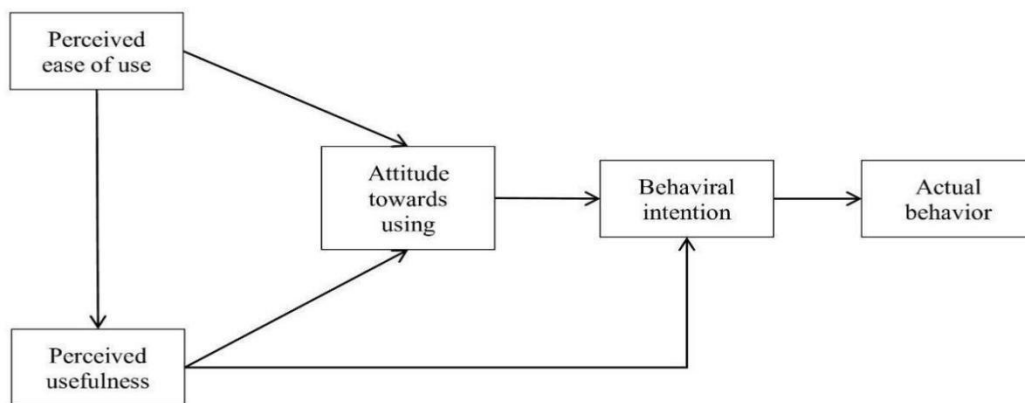 Perceived
ease of use
Attitude
towards
using
Behaviral
intention
Actual
behavior
Perceived
usefulness